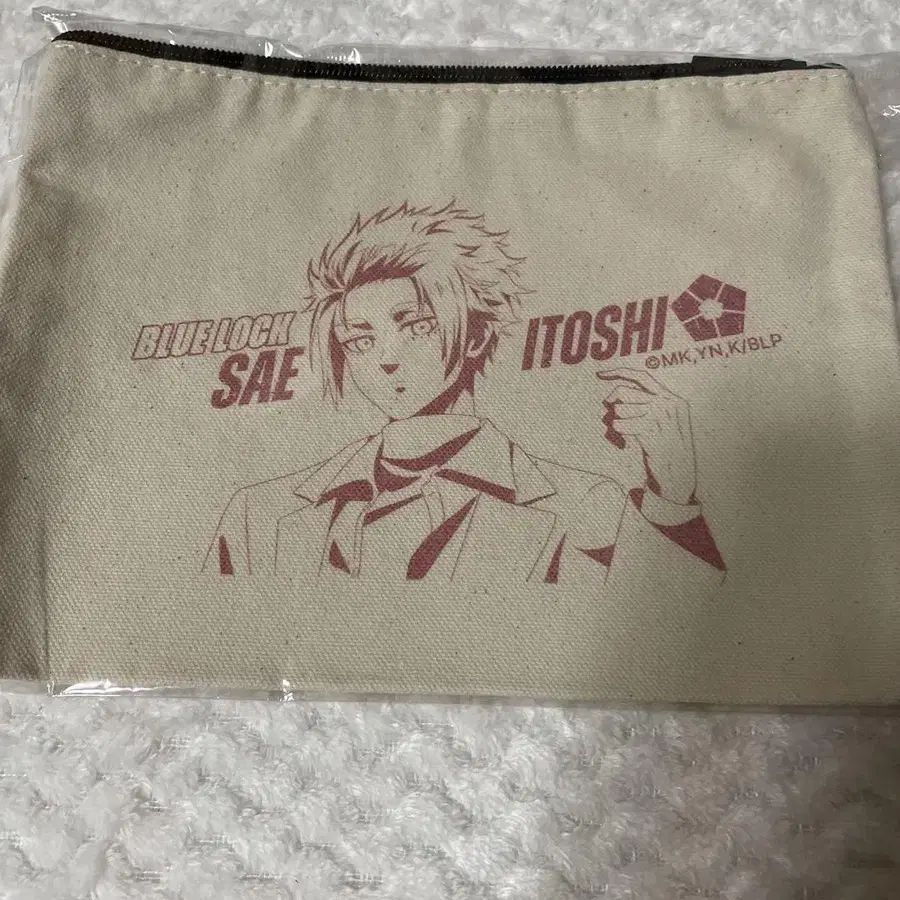 BLUE LOCK
SAE ITOSHI
©MK,YN,K/BLP